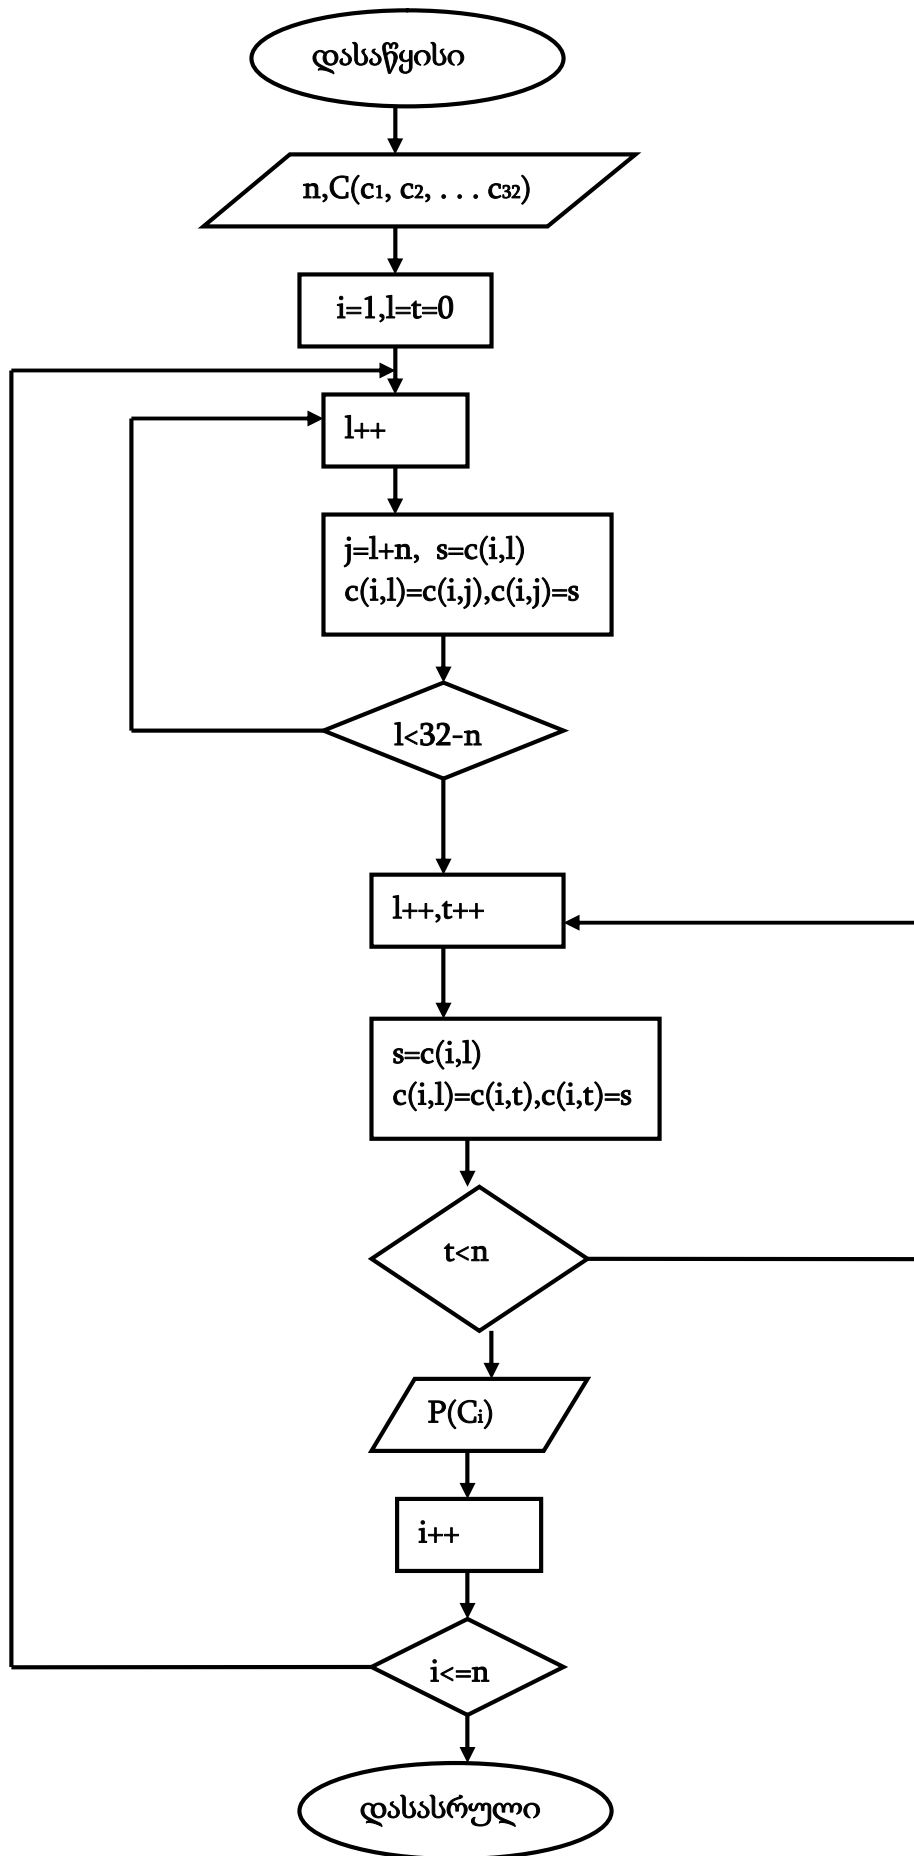 დასაწყისი
n,C(c₁, c₂, . . . c₃₂)
i=1,l=t=0
l++
j=l+n, s=c(i,l)
c(i,l)=c(i,j),c(i,j)=s
l<32-n
l++,t++
s=c(i,l)
c(i,l)=c(i,t),c(i,t)=s
t<n
P(Cᵢ)
i++
i<=n
დასასრული